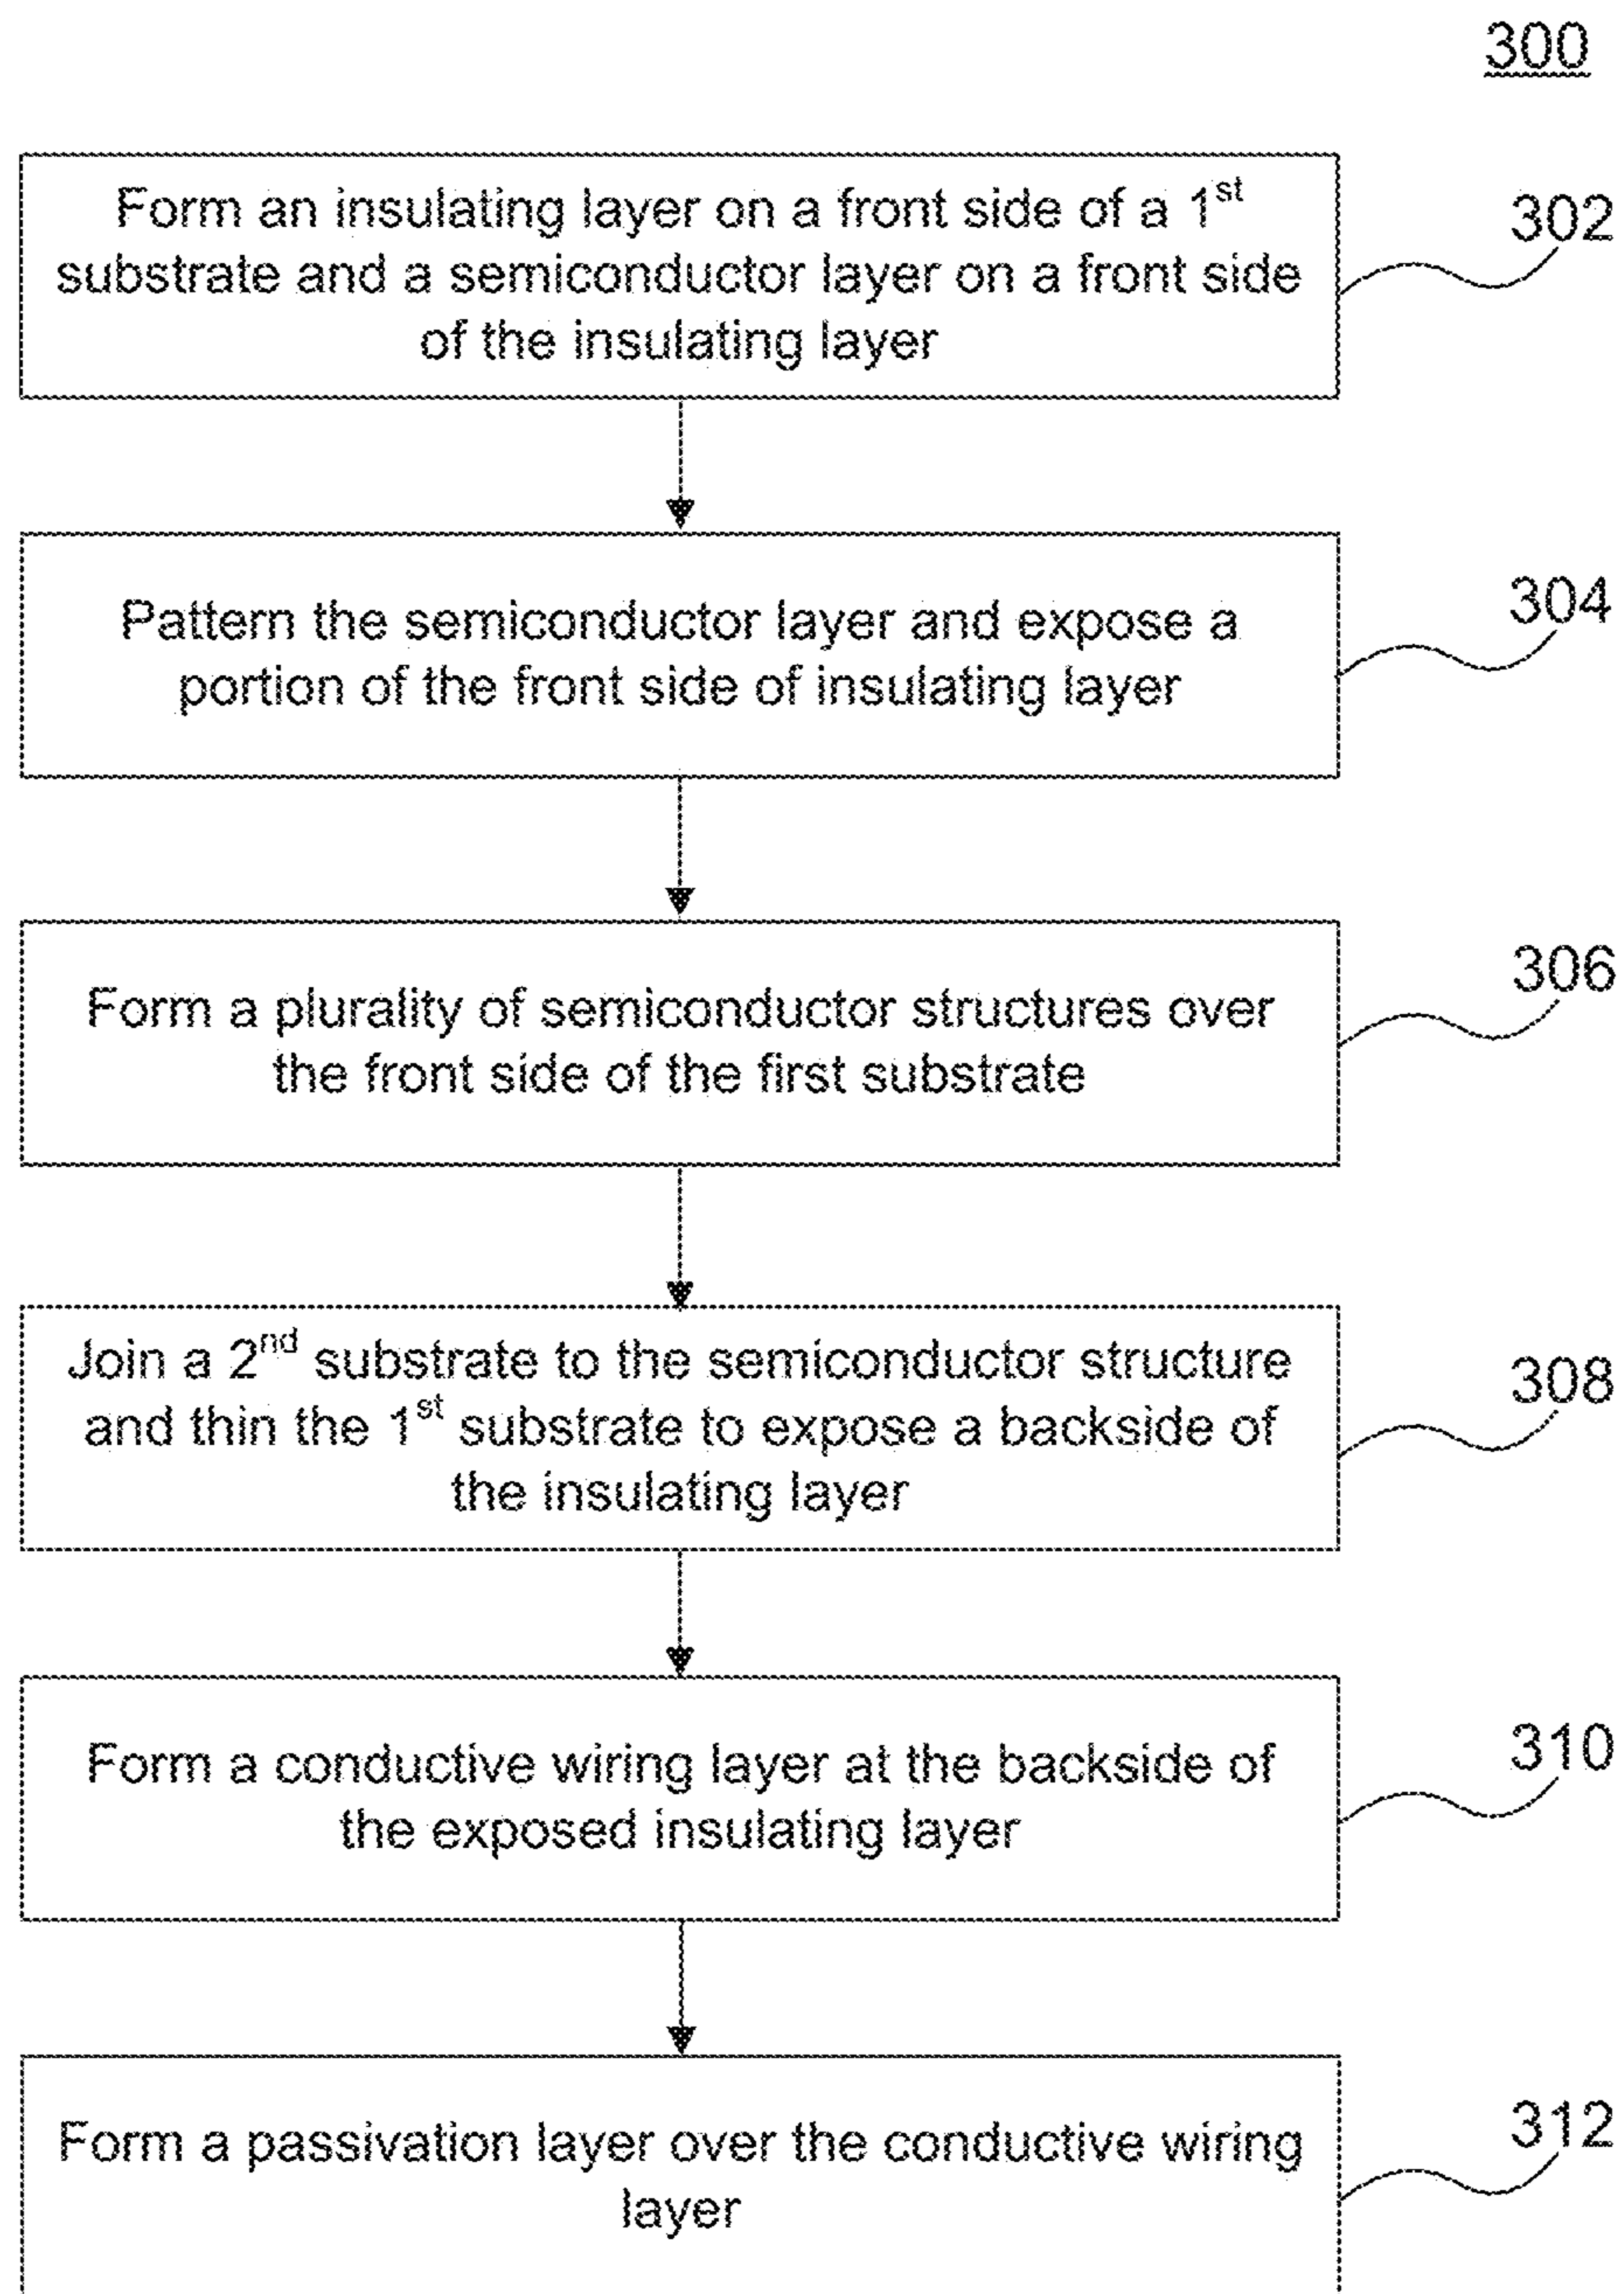 300
Form an insulating layer on a front side of a 1st
substrate and a semiconductor layer on a front side
of the insulating layer
302
Pattern the semiconductor layer and expose a
portion of the front side of insulating layer
304
Form a plurality of semiconductor structures over
the front side of the first substrate
306
Join a 2nd substrate to the semiconductor structure
and thin the 1st substrate to expose a backside of
the insulating layer
308
Form a conductive wiring layer at the backside of
the exposed insulating layer
310
Form a passivation layer over the conductive wiring
layer
312